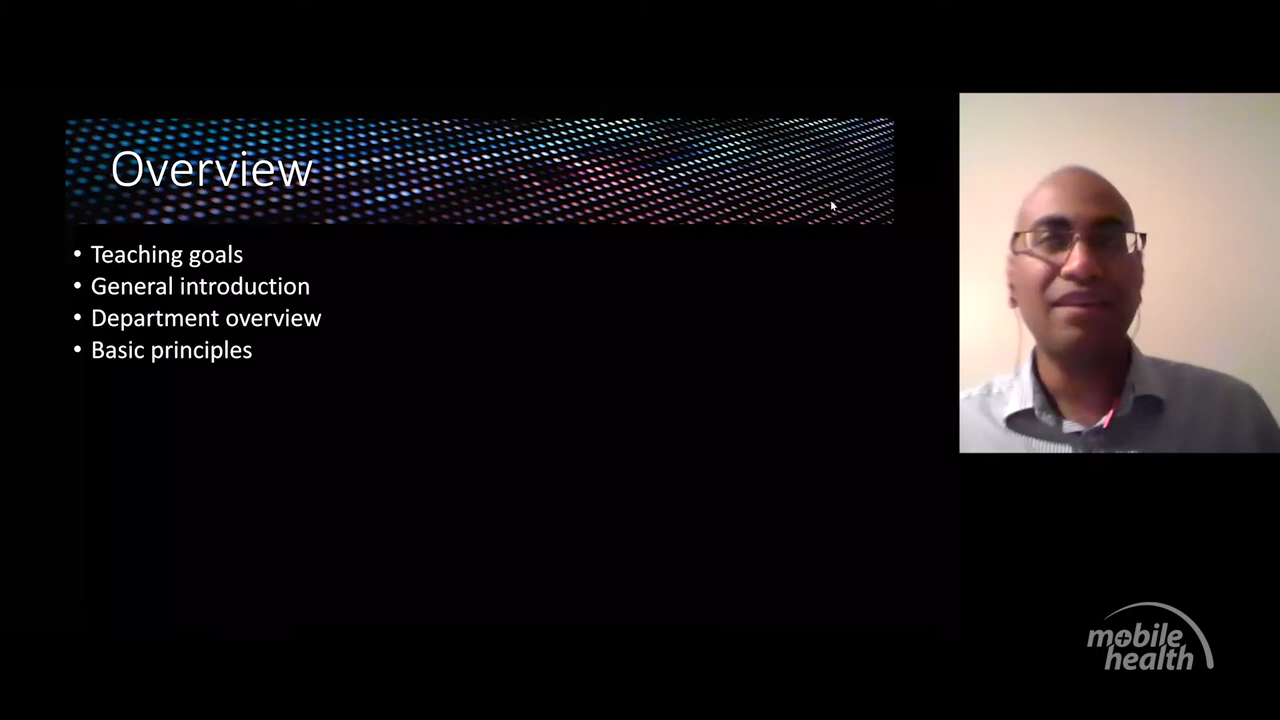 Overview
• Teaching goals
• General introduction
• Department overview
• Basic principles
mobile
health